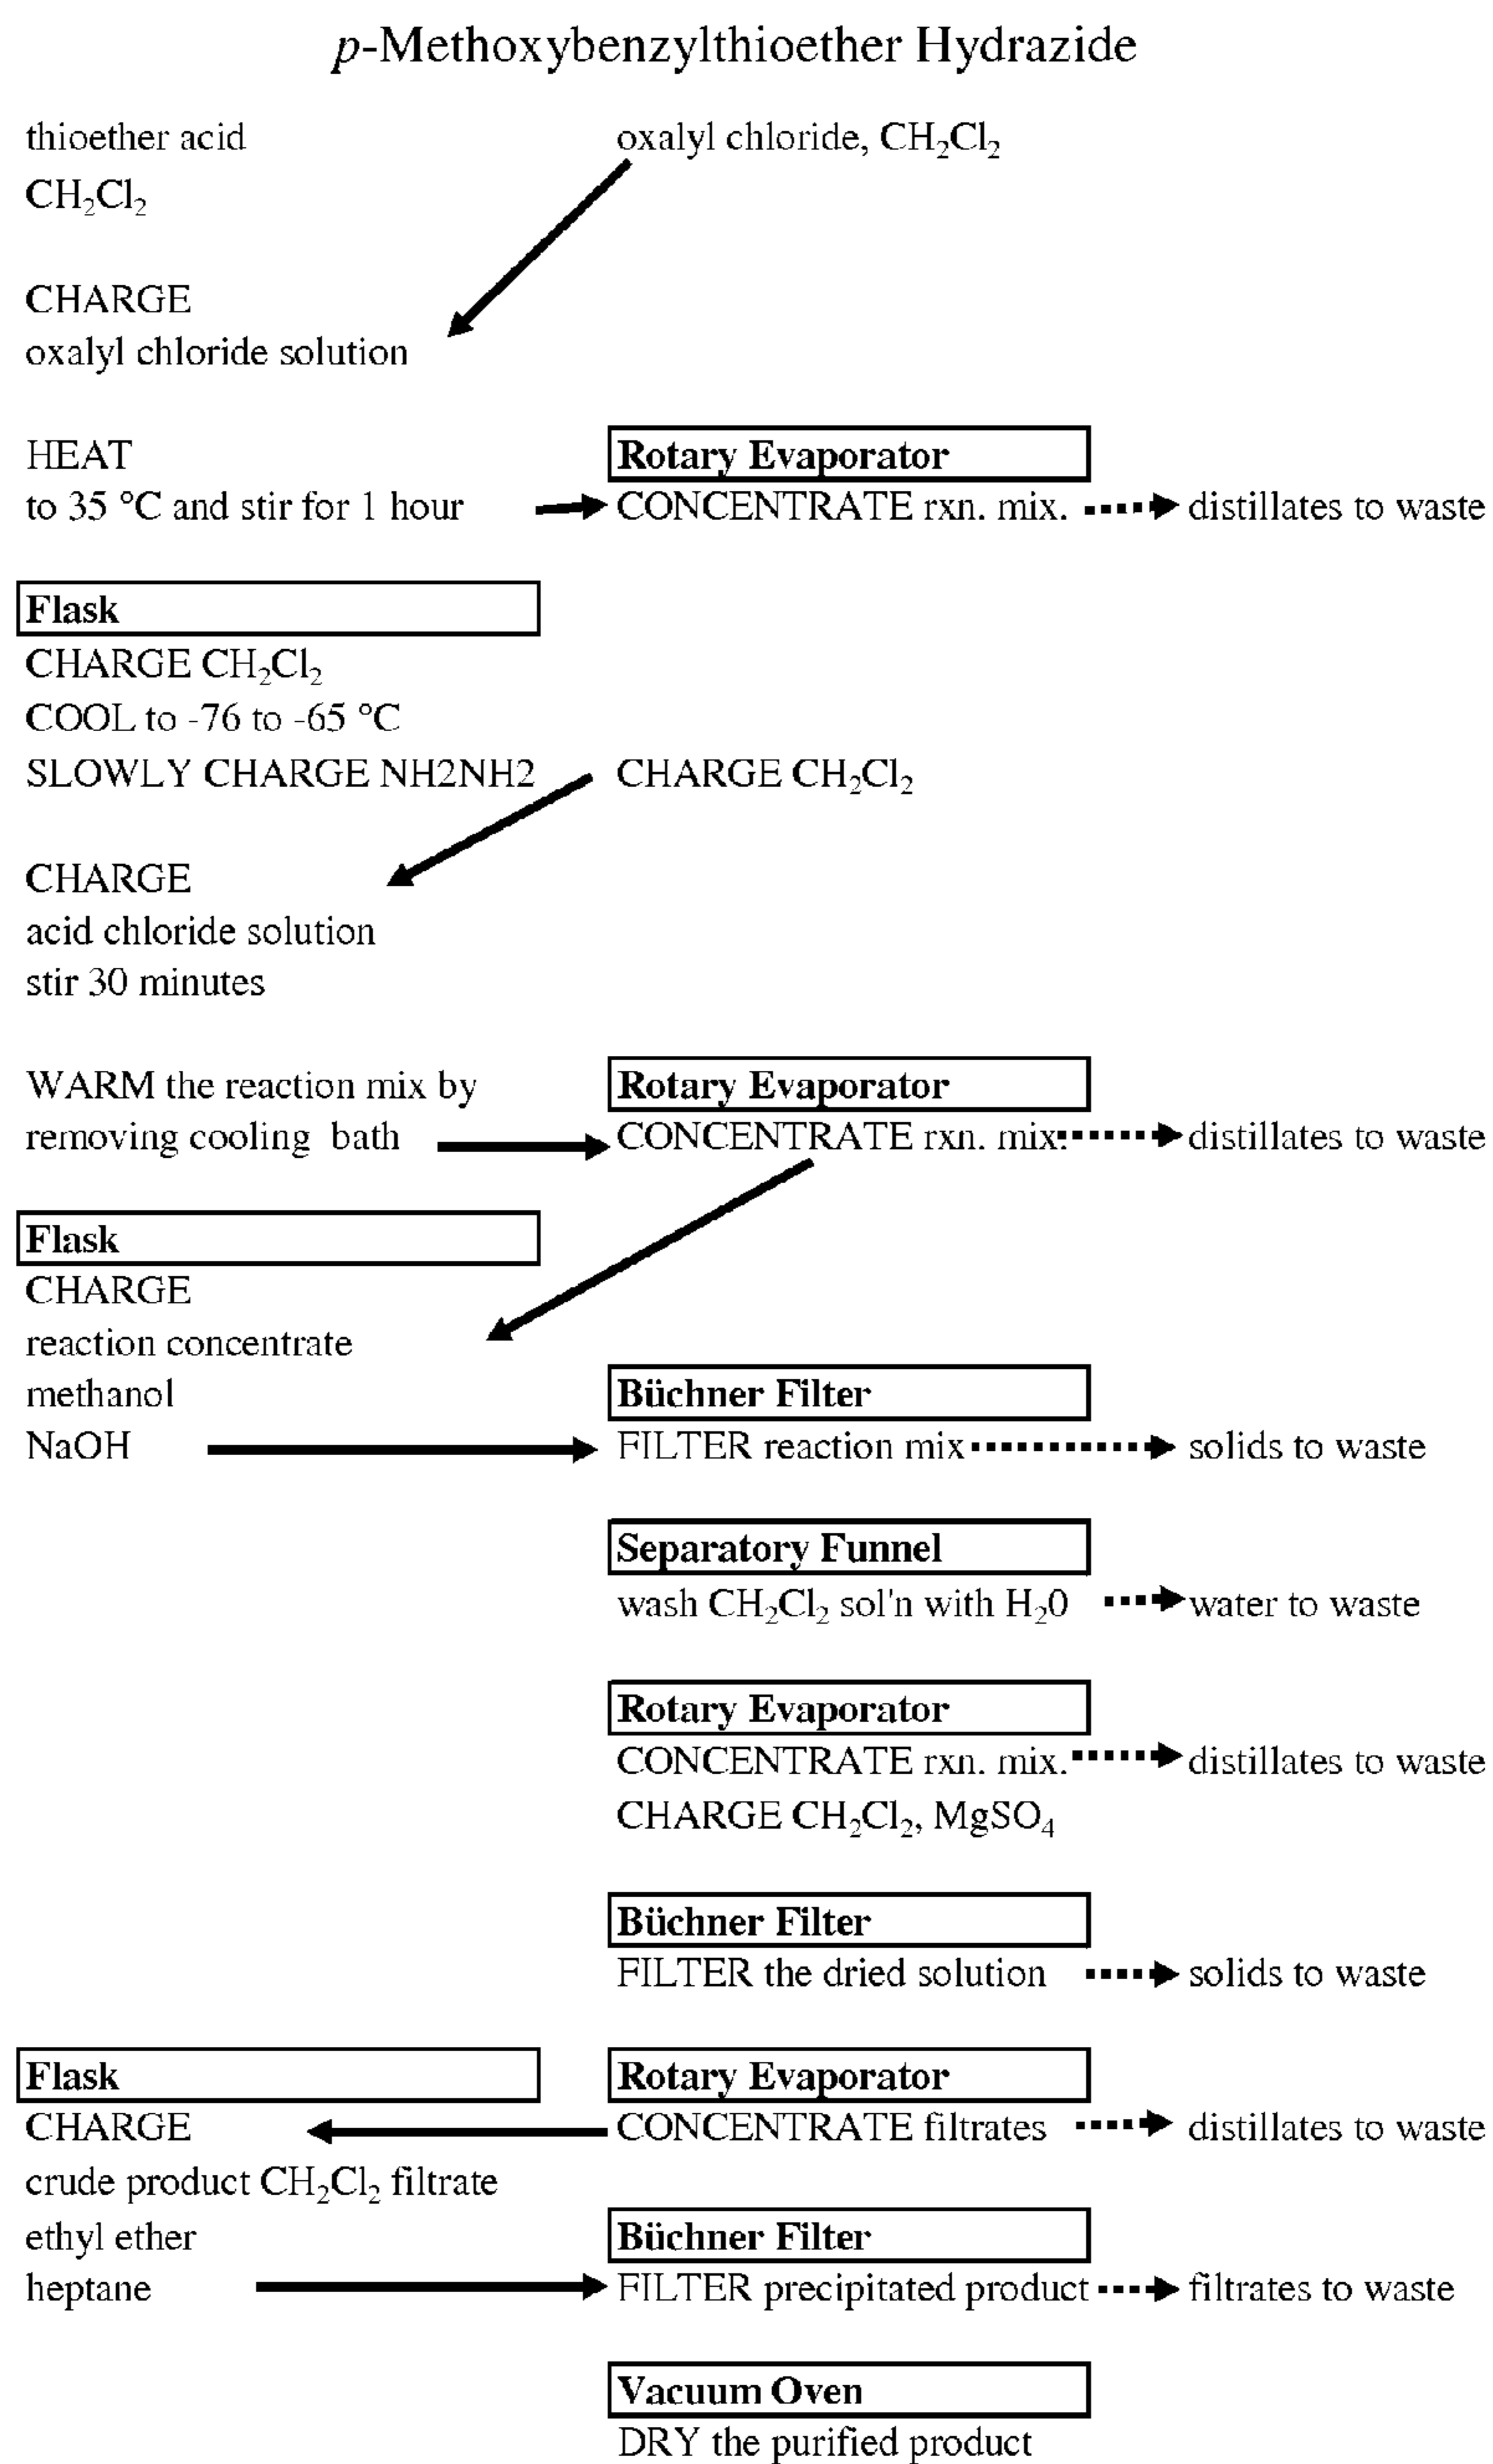 p-Methoxybenzylthioether Hydrazide
thioether acid
oxalyl chloride, CH₂Cl₂
CH₂Cl₂
CHARGE
oxalyl chloride solution
HEAT
Rotary Evaporator
to 35 °C and stir for 1 hour
CONCENTRATE rxn. mix.
distillates to waste
Flask
CHARGE CH₂Cl₂
COOL to -76 to -65 °C
SLOWLY CHARGE NH2NH2
CHARGE CH₂Cl₂
CHARGE
acid chloride solution
stir 30 minutes
WARM the reaction mix by
removing cooling bath
Rotary Evaporator
CONCENTRATE rxn. mix.
distillates to waste
Flask
CHARGE
reaction concentrate
methanol
NaOH
Büchner Filter
FILTER reaction mix
solids to waste
Separatory Funnel
wash CH₂Cl₂ sol'n with H₂0
water to waste
Rotary Evaporator
CONCENTRATE rxn. mix.
distillates to waste
CHARGE CH₂Cl₂, MgSO₄
Büchner Filter
FILTER the dried solution
solids to waste
Flask
Rotary Evaporator
CHARGE
CONCENTRATE filtrates
distillates to waste
crude product CH₂Cl₂ filtrate
ethyl ether
heptane
Büchner Filter
FILTER precipitated product
filtrates to waste
Vacuum Oven
DRY the purified product